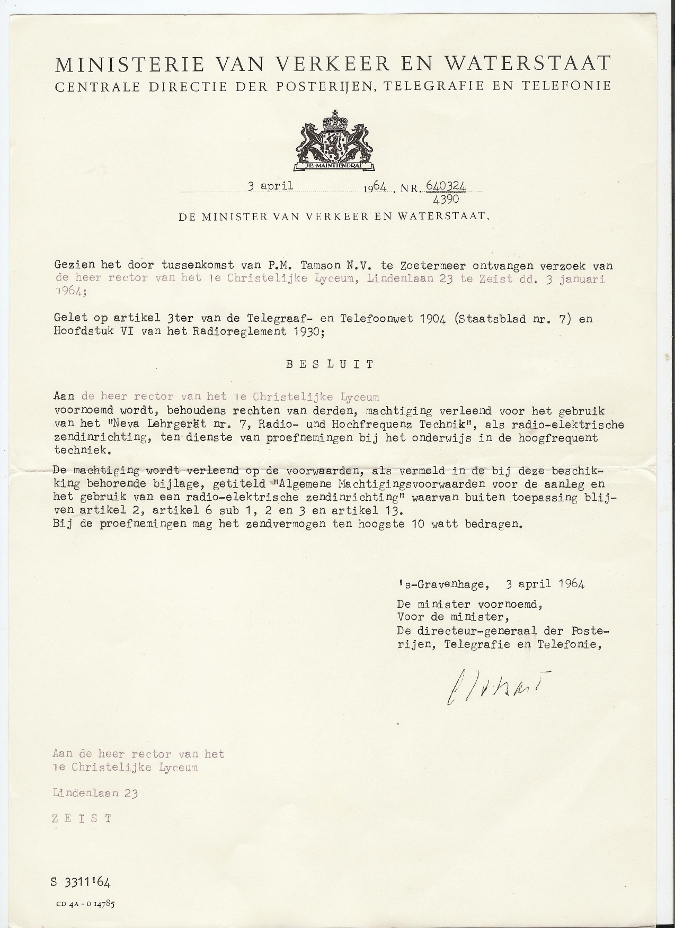 MINISTERIE VAN VERKEER EN WATERSTAAT
CENTRALE DIRECTIE DER POSTERIJEN, TELEGRAFIE EN TELEFONIE
JE MAINTIENDRAI
3 april 1964 , NR. 640324
4390
DE MINISTER VAN VERKEER EN WATERSTAAT,
Gezien het door tussenkomst van P.M. Tamson N.V. te Zoetermeer ontvangen verzoek van
de heer rector van het 1e Christelijke Lyceum, Lindenlaan 23 te Zeist dd. 3 januari
1964;
Gelet op artikel 3ter van de Telegraaf- en Telefoonwet 1904 (Staatsblad nr. 7) en
Hoofdstuk VI van het Radioreglement 1930;
B E S L U I T
Aan de heer rector van het 1e Christelijke Lyceum
voornoemd wordt, behoudens rechten van derden, machtiging verleend voor het gebruik
van het "Neva Lehrgerät nr. 7, Radio- und Hochfrequenz Technik", als radio-elektrische
zendinrichting, ten dienste van proefnemingen bij het onderwijs in de hoogfrequent
techniek.
De machtiging wordt verleend op de voorwaarden, als vermeld in de bij deze beschik-
king behorende bijlage, getiteld "Algemene Machtigingsvoorwaarden voor de aanleg en
het gebruik van een radio-elektrische zendinrichting" waarvan buiten toepassing blij-
ven artikel 2, artikel 6 sub 1, 2 en 3 en artikel 13.
Bij de proefnemingen mag het zendvermogen ten hoogste 10 watt bedragen.
's-Gravenhage, 3 april 1964
De minister voornoemd,
Voor de minister,
De directeur-generaal der Poste-
rijen, Telegrafie en Telefonie,
Aan de heer rector van het
1e Christelijke Lyceum
Lindenlaan 23
Z E I S T
S 3311'64
CD 4A - 0 14785